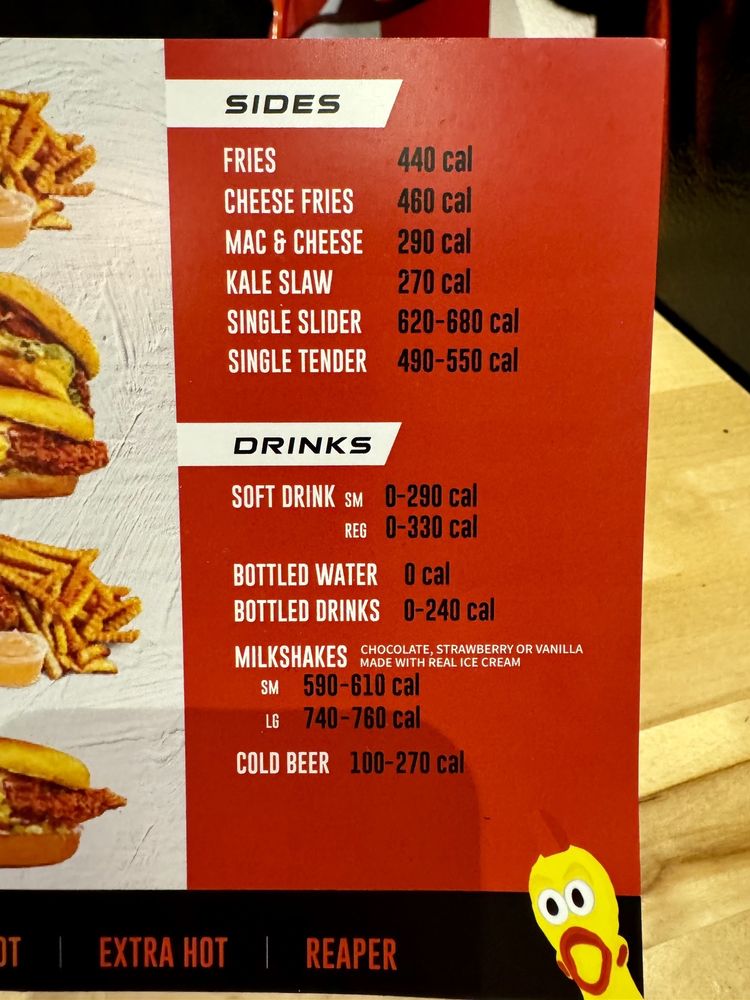 SIDES
FRIES 440 cal
CHEESE FRIES 460 cal
MAC & CHEESE 290 cal
KALE SLAW 270 cal
SINGLE SLIDER 620-680 cal
SINGLE TENDER 490-550 cal
DRINKS
SOFT DRINK SM 0-290 cal
REG 0-330 cal
BOTTLED WATER 0 cal
BOTTLED DRINKS 0-240 cal
MILKSHAKES CHOCOLATE, STRAWBERRY OR VANILLA
MADE WITH REAL ICE CREAM
SM 590-610 cal
LG 740-760 cal
COLD BEER 100-270 cal
EXTRA HOT | REAPER